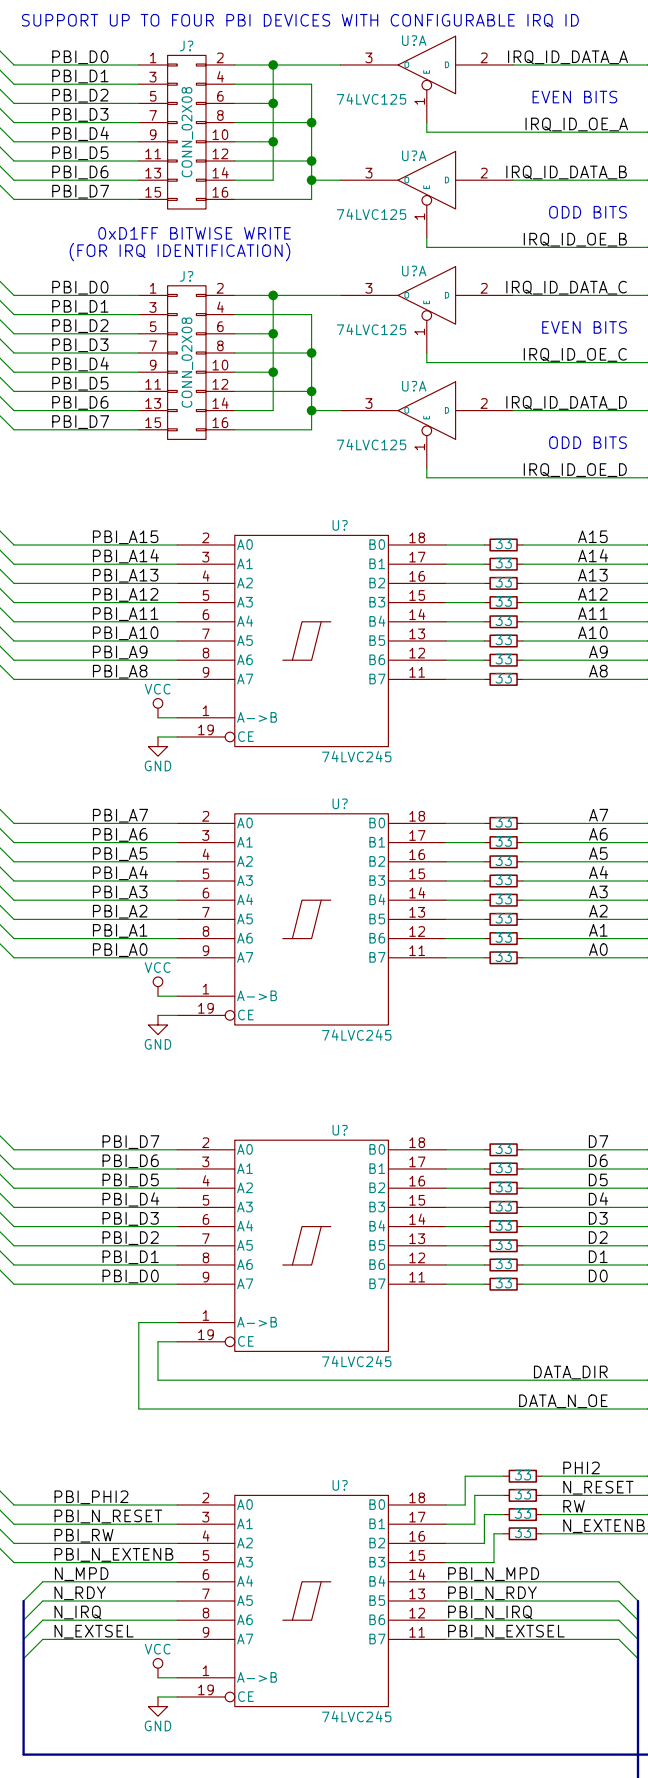 SUPPORT UP TO FOUR PBI DEVICES WITH CONFIGURABLE IRQ ID
J? U?A
PBI_D0 1 2 3 O D 2 IRQ_ID_DATA_A
PBI_D1 3 4 E
PBI_D2 5 6 74LVC125 1 EVEN BITS
PBI_D3 7 8 IRQ_ID_OE_A
PBI_D4 9 10
CONN_02X08
PBI_D5 11 12 U?A
PBI_D6 13 14 3 O D 2 IRQ_ID_DATA_B
PBI_D7 15 16 E
74LVC125 1 ODD BITS
0xD1FF BITWISE WRITE
IRQ_ID_OE_B
(FOR IRQ IDENTIFICATION)
J? U?A
PBI_D0 1 2 3 O D 2 IRQ_ID_DATA_C
PBI_D1 3 4 E
PBI_D2 5 6 74LVC125 1 EVEN BITS
PBI_D3 7 8 IRQ_ID_OE_C
PBI_D4 9 10
CONN_02X08
PBI_D5 11 12 U?A
PBI_D6 13 14 3 O D 2 IRQ_ID_DATA_D
PBI_D7 15 16 E
74LVC125 1 ODD BITS
IRQ_ID_OE_D
U?
PBI_A15 2 A0 B0 18 33 A15
PBI_A14 3 A1 B1 17 33 A14
PBI_A13 4 A2 B2 16 33 A13
PBI_A12 5 A3 B3 15 33 A12
PBI_A11 6 A4 B4 14 33 A11
PBI_A10 7 A5 B5 13 33 A10
PBI_A9 8 A6 B6 12 33 A9
PBI_A8 9 A7 B7 11 33 A8
VCC
1 A->B
19 CE
GND 74LVC245
U?
PBI_A7 2 A0 B0 18 33 A7
PBI_A6 3 A1 B1 17 33 A6
PBI_A5 4 A2 B2 16 33 A5
PBI_A4 5 A3 B3 15 33 A4
PBI_A3 6 A4 B4 14 33 A3
PBI_A2 7 A5 B5 13 33 A2
PBI_A1 8 A6 B6 12 33 A1
PBI_A0 9 A7 B7 11 33 A0
VCC
1 A->B
19 CE
GND 74LVC245
U?
PBI_D7 2 A0 B0 18 33 D7
PBI_D6 3 A1 B1 17 33 D6
PBI_D5 4 A2 B2 16 33 D5
PBI_D4 5 A3 B3 15 33 D4
PBI_D3 6 A4 B4 14 33 D3
PBI_D2 7 A5 B5 13 33 D2
PBI_D1 8 A6 B6 12 33 D1
PBI_D0 9 A7 B7 11 33 D0
1 A->B
19 CE
74LVC245
DATA_DIR
DATA_N_OE
U? 33 PHI2
33 N_RESET
PBI_PHI2 2 A0 B0 18 33 RW
PBI_N_RESET 3 A1 B1 17 33 N_EXTENB
PBI_RW 4 A2 B2 16
PBI_N_EXTENB 5 A3 B3 15
N_MPD 6 A4 B4 14 PBI_N_MPD
N_RDY 7 A5 B5 13 PBI_N_RDY
N_IRQ 8 A6 B6 12 PBI_N_IRQ
N_EXTSEL 9 A7 B7 11 PBI_N_EXTSEL
VCC
1 A->B
19 CE
GND 74LVC245